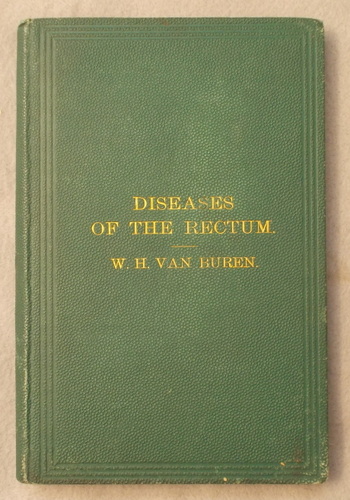 DISEASES
OF THE RECTUM.
W. H. VAN BUREN.